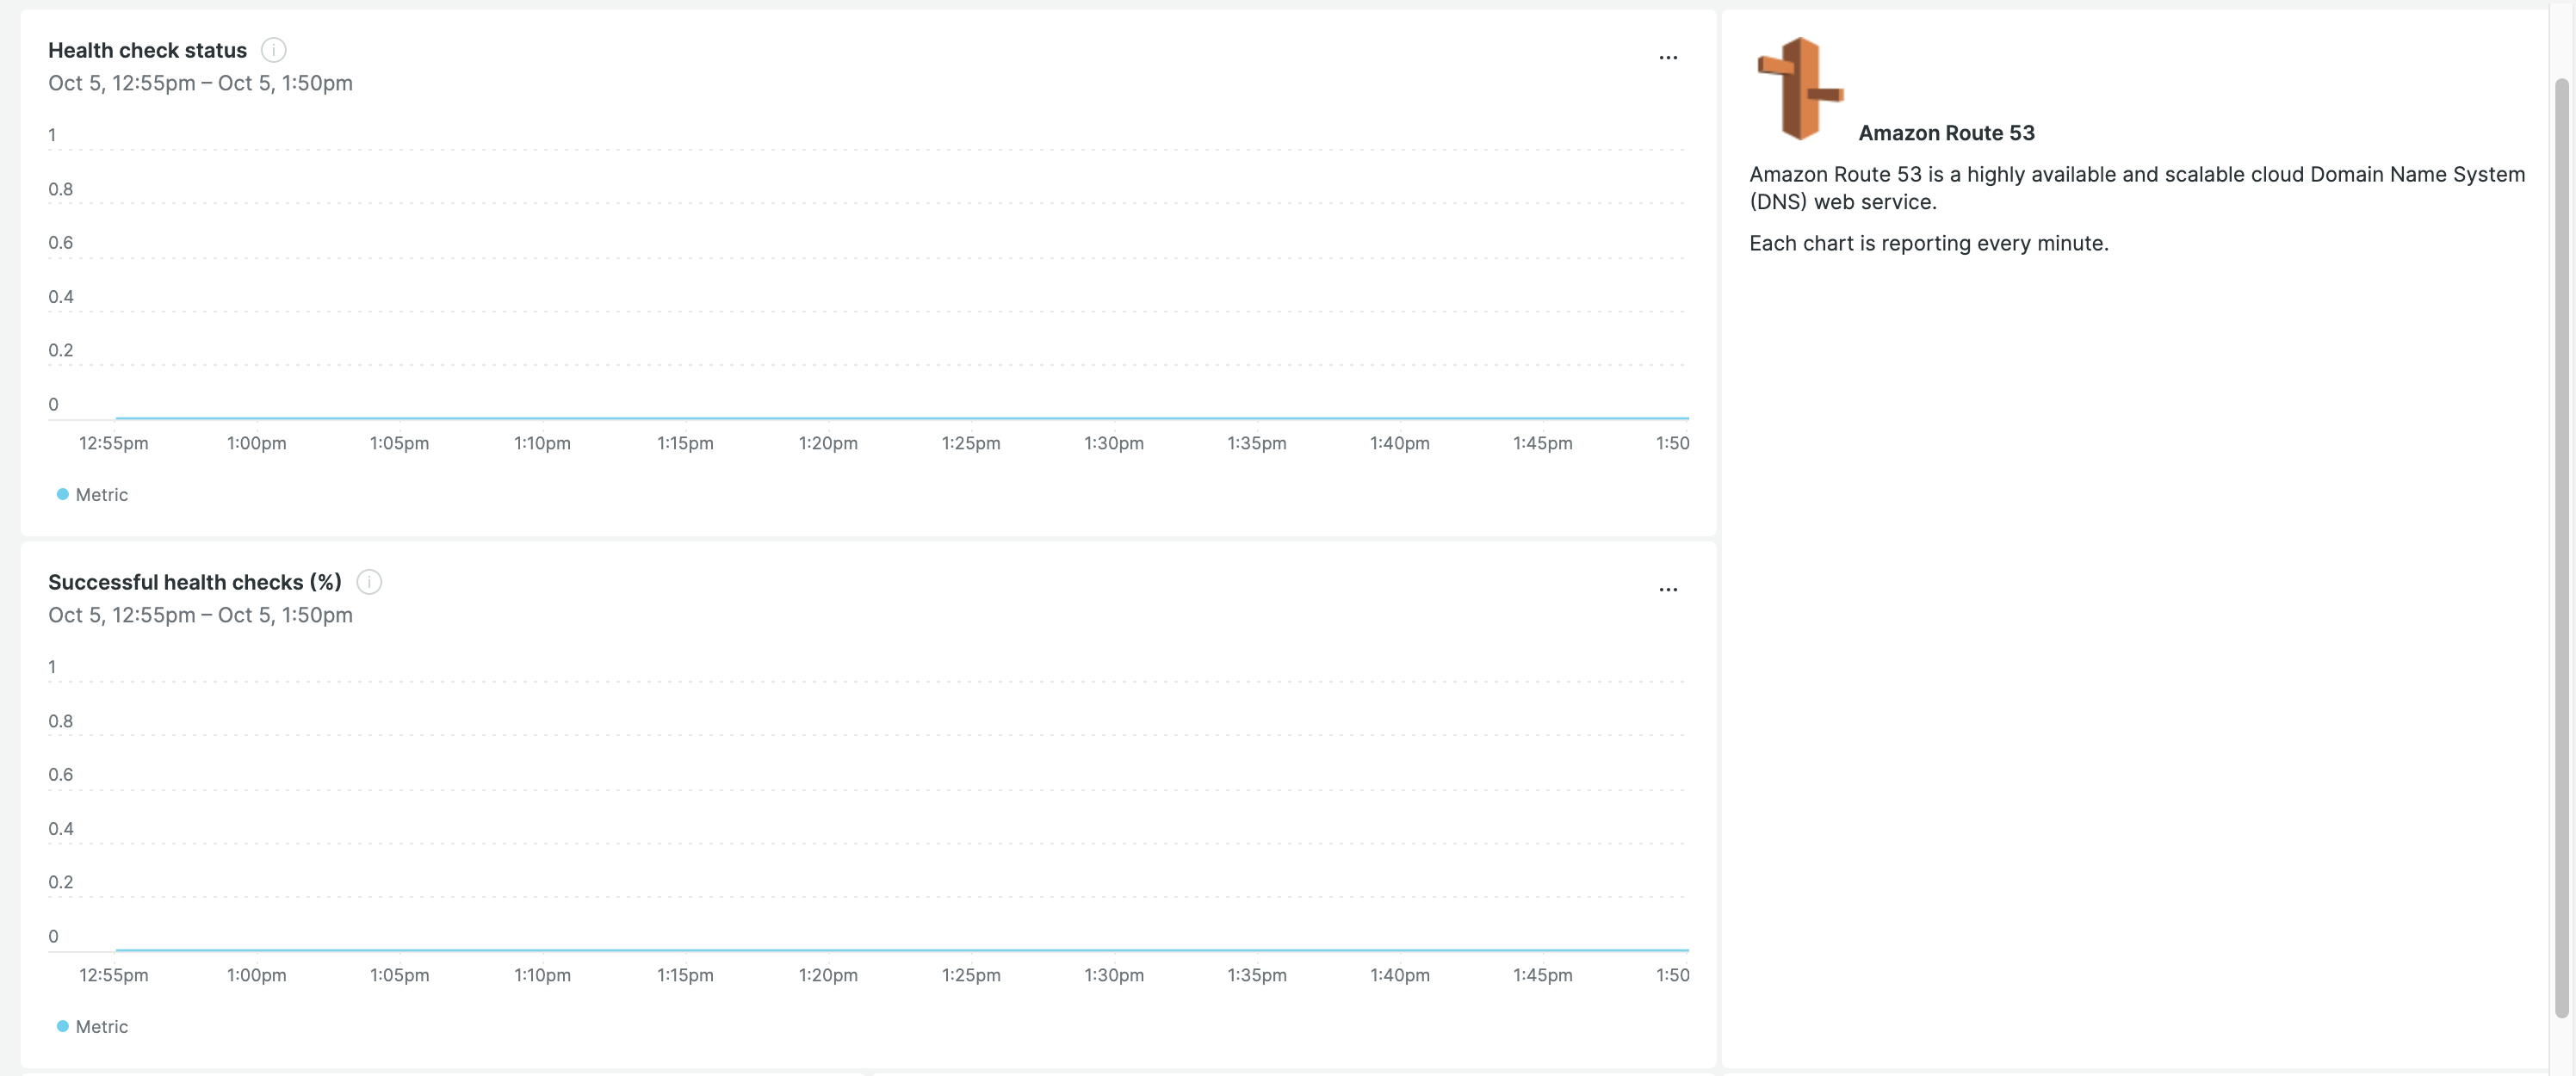 Health check status
Oct 5, 12:55pm – Oct 5, 1:50pm
1
0.8
0.6
0.4
0.2
0
12:55pm 1:00pm 1:05pm 1:10pm 1:15pm 1:20pm 1:25pm 1:30pm 1:35pm 1:40pm 1:45pm 1:50
Metric
Successful health checks (%)
Oct 5, 12:55pm – Oct 5, 1:50pm
1
0.8
0.6
0.4
0.2
0
12:55pm 1:00pm 1:05pm 1:10pm 1:15pm 1:20pm 1:25pm 1:30pm 1:35pm 1:40pm 1:45pm 1:50
Metric
Amazon Route 53
Amazon Route 53 is a highly available and scalable cloud Domain Name System
(DNS) web service.
Each chart is reporting every minute.